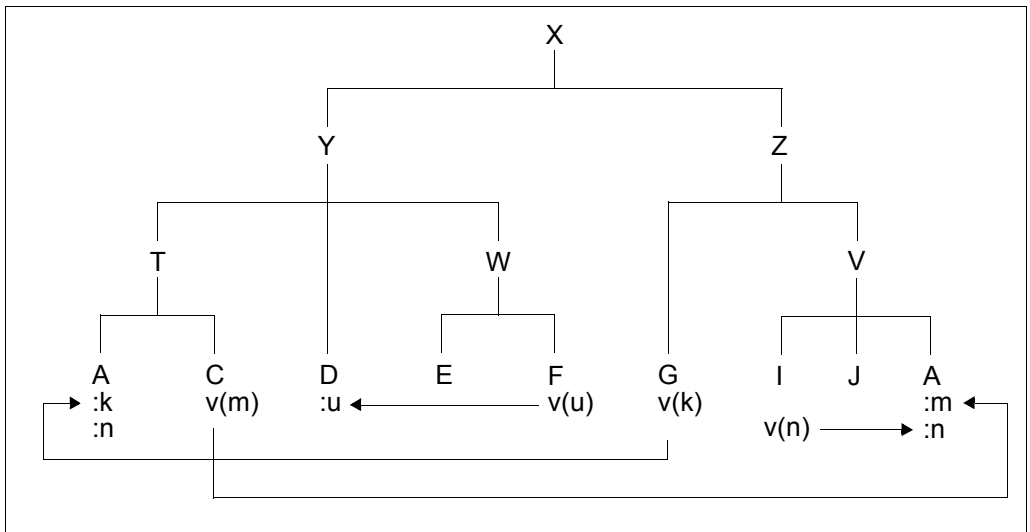 X
Y Z
T W V
A C D E F G I J A
:k v(m) :u v(u) v(k) :m
:n v(n) :n